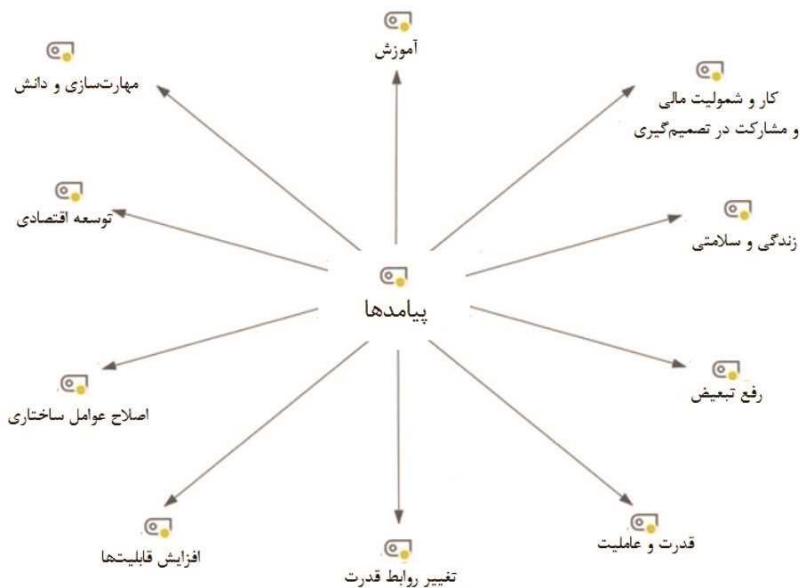 آموزش
مهارت‌سازی و دانش
کار و شمولیت مالی
و مشارکت در تصمیم‌گیری
توسعه اقتصادی
زندگی و سلامتی
پیامدها
رفع تبعیض
اصلاح عوامل ساختاری
قدرت و عاملیت
افزایش قابلیت‌ها
تغییر روابط قدرت